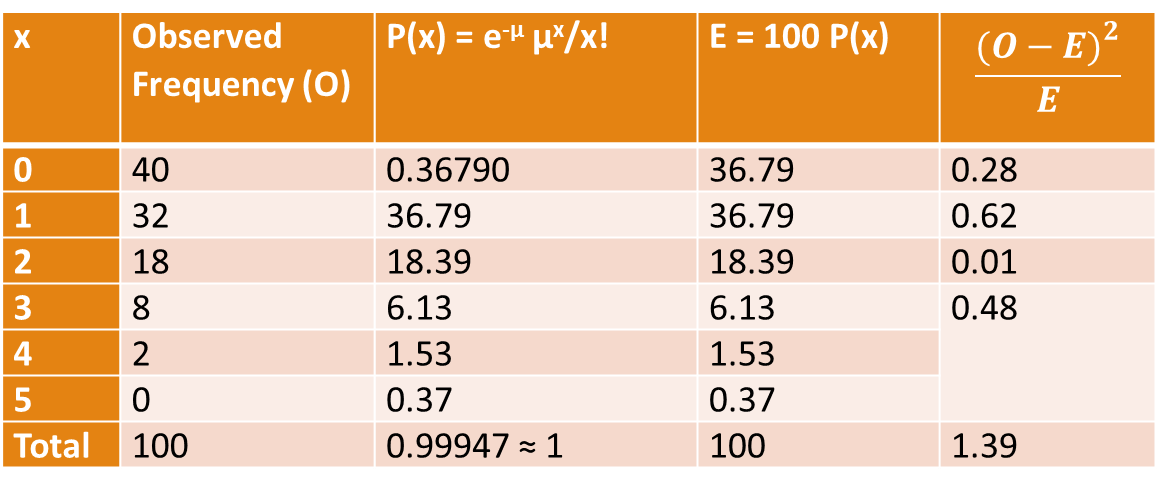 x Observed Frequency (O) P(x) = e⁻ᵘ μˣ/x! E = 100 P(x) (O − E)² / E
0 40 0.36790 36.79 0.28
1 32 36.79 36.79 0.62
2 18 18.39 18.39 0.01
3 8 6.13 6.13 0.48
4 2 1.53 1.53
5 0 0.37 0.37
Total 100 0.99947 ≈ 1 100 1.39